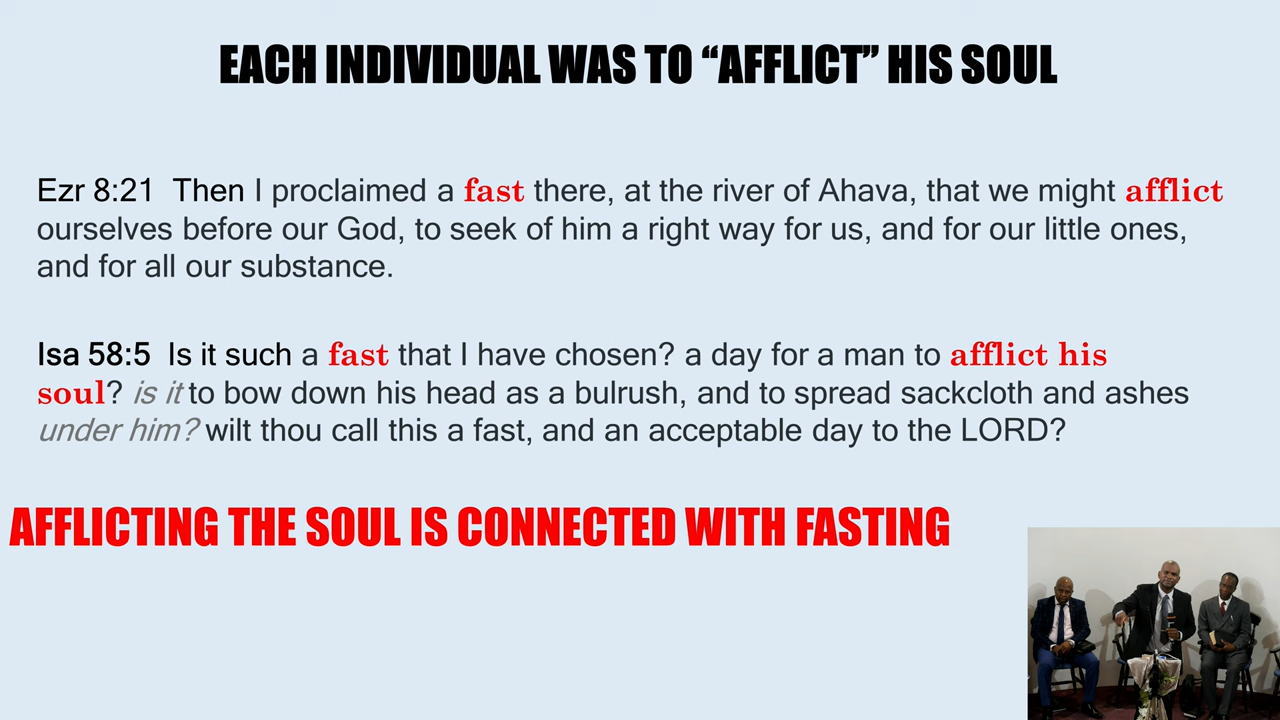 EACH INDIVIDUAL WAS TO “AFFLICT” HIS SOUL
Ezr 8:21 Then I proclaimed a fast there, at the river of Ahava, that we might afflict
ourselves before our God, to seek of him a right way for us, and for our little ones,
and for all our substance.
Isa 58:5 Is it such a fast that I have chosen? a day for a man to afflict his
soul? is it to bow down his head as a bulrush, and to spread sackcloth and ashes
under him? wilt thou call this a fast, and an acceptable day to the LORD?
AFFLICTING THE SOUL IS CONNECTED WITH FASTING